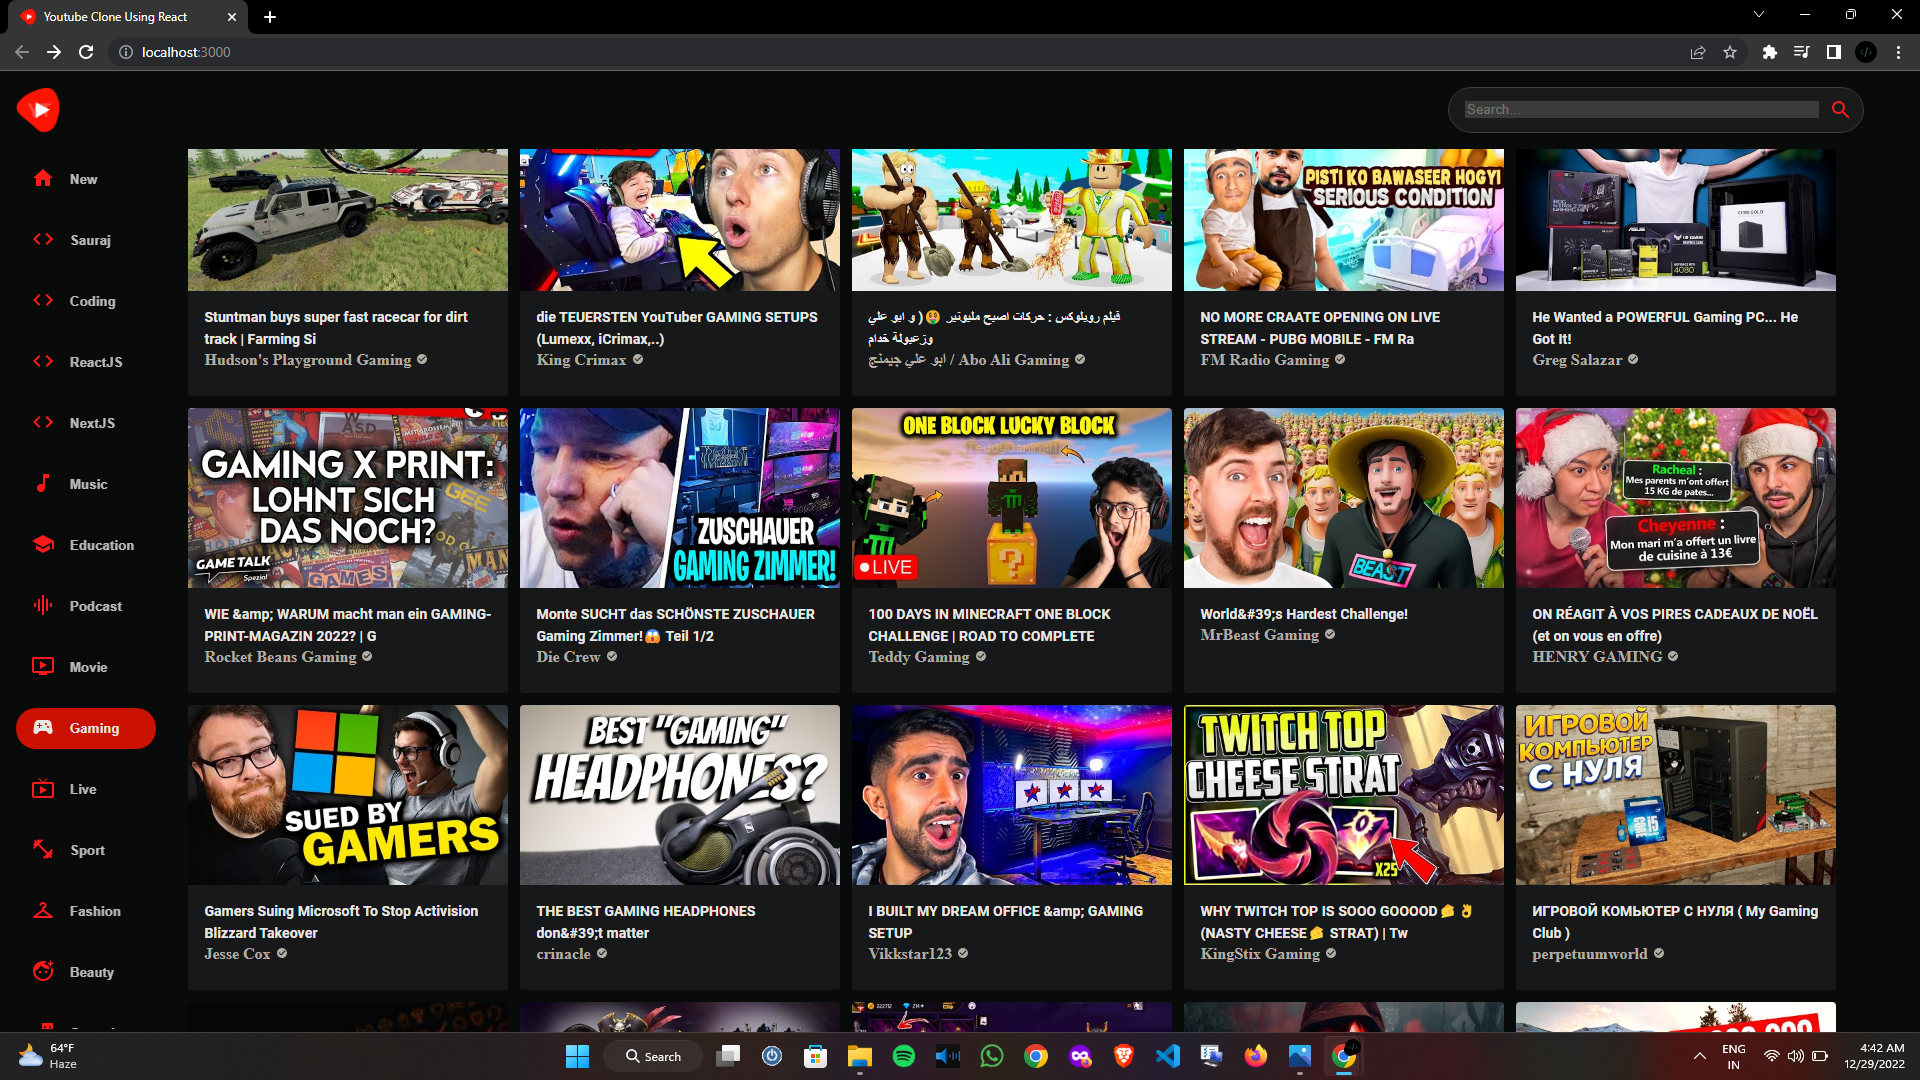 Youtube Clone Using React
localhost:3000
Search...
New
Sauraj
Coding
ReactJS
NextJS
Music
Education
Podcast
Movie
Gaming
Live
Sport
Fashion
Beauty
Stuntman buys super fast racecar for dirt
track | Farming Si
Hudson's Playground Gaming
die TEUERSTEN YouTuber GAMING SETUPS
(Lumexx, iCrimax,..)
King Crimax
فيلم روبلوكس : حركات اصبح مليونير 🤑 ( و ابو علي
وزعبولة خدام
ابو علي جيمنج / Abo Ali Gaming
PISTI KO BAWASEER HOGYI
SERIOUS CONDITION
NO MORE CRAATE OPENING ON LIVE
STREAM - PUBG MOBILE - FM Ra
FM Radio Gaming
4080
He Wanted a POWERFUL Gaming PC... He
Got It!
Greg Salazar
GAMING X PRINT:
LOHNT SICH
DAS NOCH?
GAME TALK
Spezial
GAMES
WIE &amp; WARUM macht man ein GAMING-
PRINT-MAGAZIN 2022? | G
Rocket Beans Gaming
ZUSCHAUER
GAMING ZIMMER!
Monte SUCHT das SCHÖNSTE ZUSCHAUER
Gaming Zimmer!😱 Teil 1/2
Die Crew
ONE BLOCK LUCKY BLOCK
LIVE
100 DAYS IN MINECRAFT ONE BLOCK
CHALLENGE | ROAD TO COMPLETE
Teddy Gaming
BEAST
World&#39;s Hardest Challenge!
MrBeast Gaming
Racheal :
Mes parents m'ont offert
15 KG de pates...
Cheyenne :
Mon mari m'a offert un livre
de cuisine à 13€
ON RÉAGIT À VOS PIRES CADEAUX DE NOËL
(et on vous en offre)
HENRY GAMING
SUED BY
GAMERS
Gamers Suing Microsoft To Stop Activision
Blizzard Takeover
Jesse Cox
BEST "GAMING"
HEADPHONES?
THE BEST GAMING HEADPHONES
don&#39;t matter
crinacle
I BUILT MY DREAM OFFICE &amp; GAMING
SETUP
Vikkstar123
TWITCH TOP
CHEESE STRAT
X25
WHY TWITCH TOP IS SOOO GOOOOD🧀👌
(NASTY CHEESE🧀 STRAT) | Tw
KingStix Gaming
ИГРОВОЙ
КОМПЬЮТЕР
С НУЛЯ
i5
ИГРОВОЙ КОМЬЮТЕР С НУЛЯ ( My Gaming
Club )
perpetuumworld
64°F
Haze
Search
ENG
IN
4:42 AM
12/29/2022